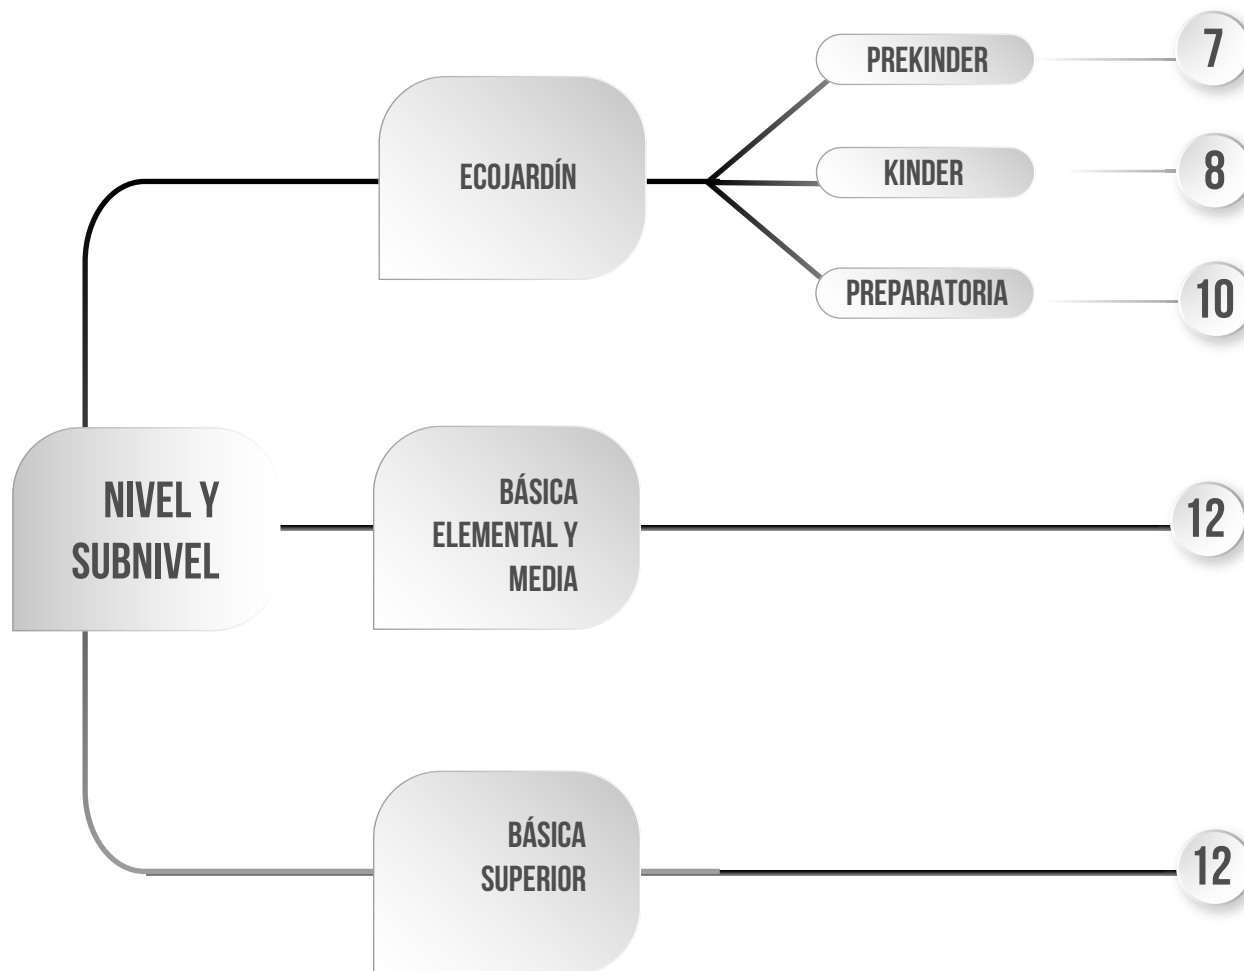 PREKINDER
7
ECOJARDÍN
KINDER
8
PREPARATORIA
10
NIVEL Y
SUBNIVEL
BÁSICA
ELEMENTAL Y
MEDIA
12
BÁSICA
SUPERIOR
12